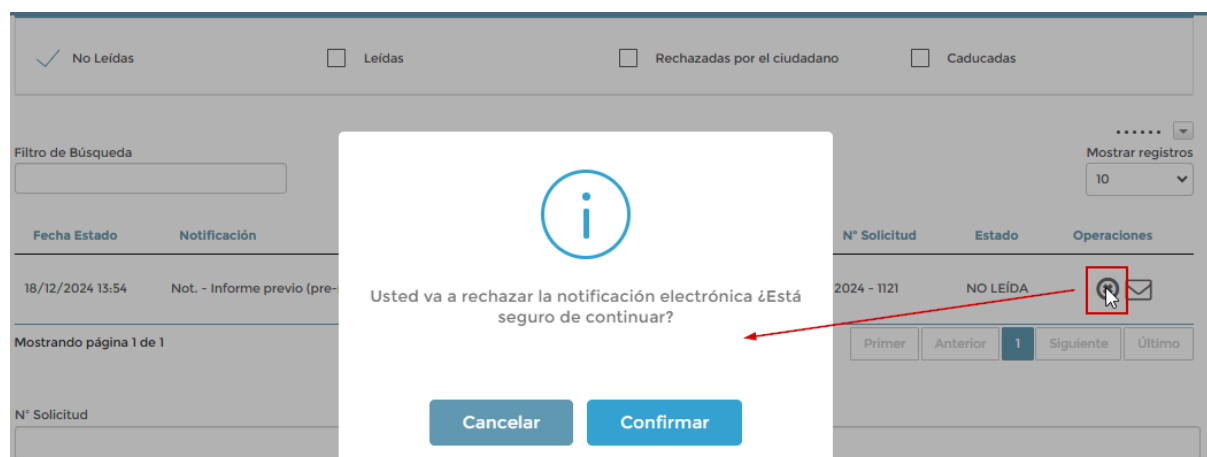 No Leídas Leídas Rechazadas por el ciudadano Caducadas
Filtro de Búsqueda
Mostrar registros
10
Fecha Estado Notificación N° Solicitud Estado Operaciones
18/12/2024 13:54 Not. - Informe previo (pre- 2024 - 1121 NO LEÍDA
Usted va a rechazar la notificación electrónica ¿Está
seguro de continuar?
Mostrando página 1 de 1 Primer Anterior 1 Siguiente Último
N° Solicitud
Cancelar Confirmar